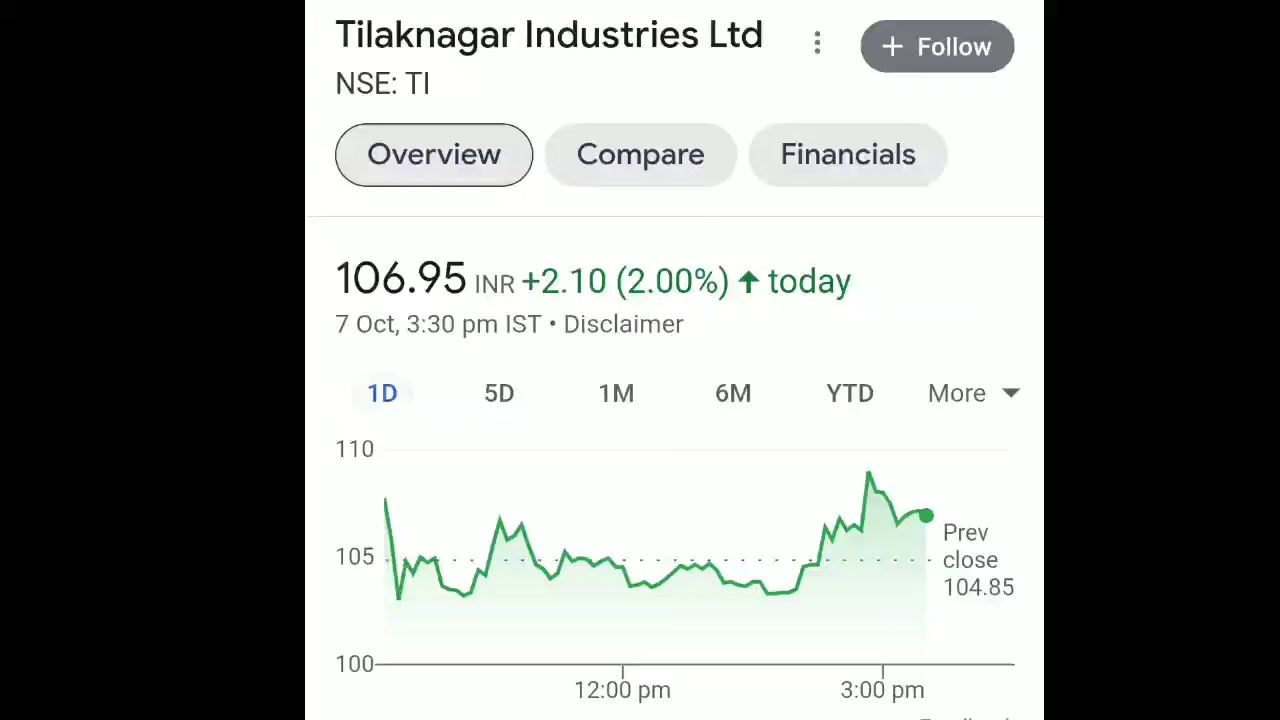 Tilaknagar Industries Ltd
+ Follow
NSE: TI
Overview Compare Financials
106.95 INR +2.10 (2.00%) ↑ today
7 Oct, 3:30 pm IST • Disclaimer
1D 5D 1M 6M YTD More
110
105
100
Prev
close
104.85
12:00 pm 3:00 pm